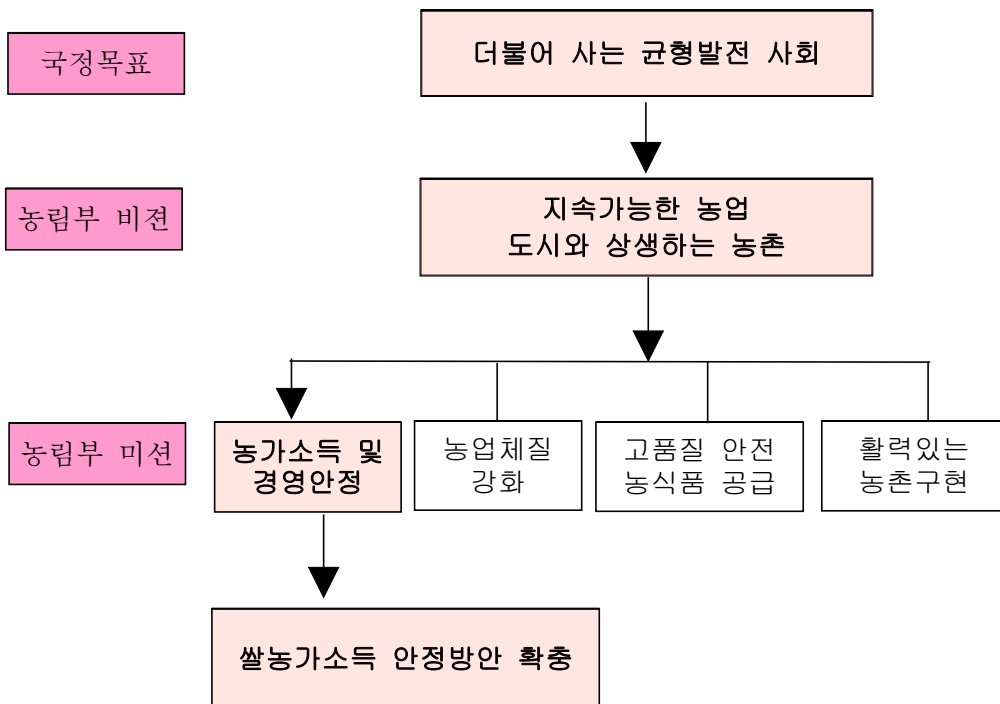 국정목표
더불어 사는 균형발전 사회
농림부 비젼
지속가능한 농업
도시와 상생하는 농촌
농림부 미션
농가소득 및
경영안정
농업체질
강화
고품질 안전
농식품 공급
활력있는
농촌구현
쌀농가소득 안정방안 확충